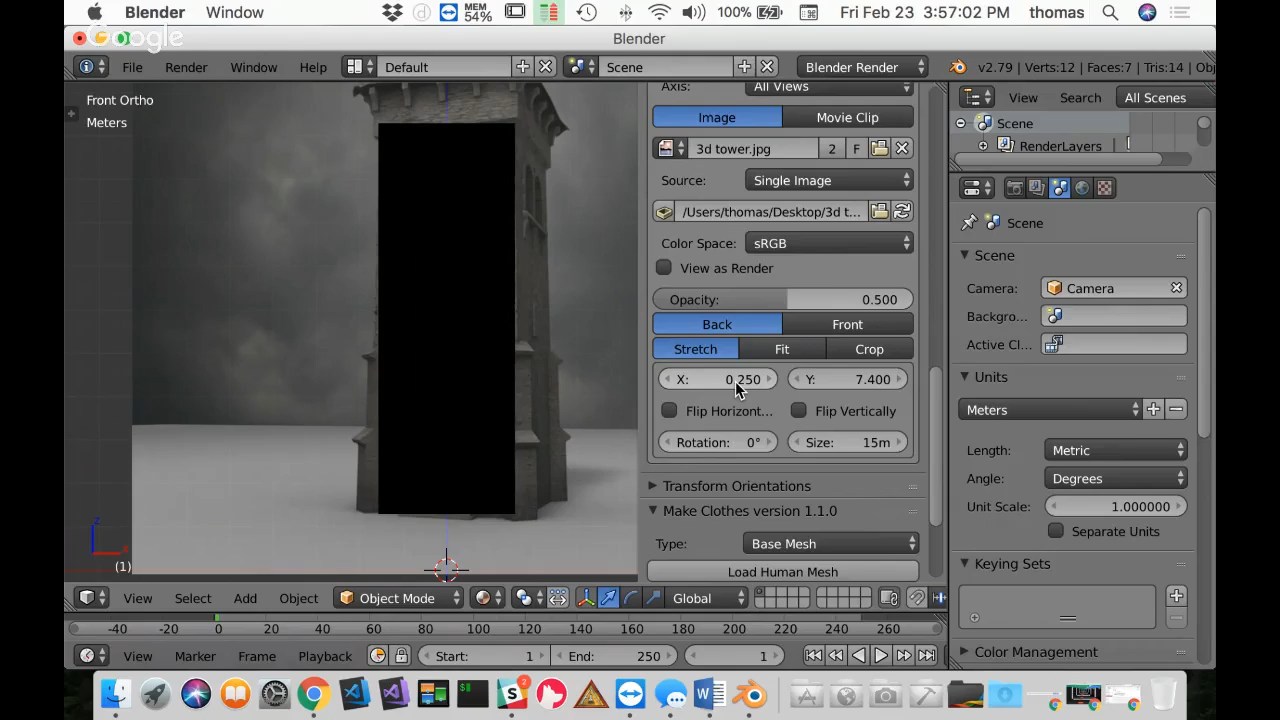 Blender Window MEM 54% 100% Fri Feb 23 3:57:02 PM thomas
Google
Blender
File Render Window Help Default Scene Blender Render v2.79 | Verts:12 | Faces:7 | Tris:14 | Ob
Front Ortho
Meters
(1)
Axis: All Views
Image Movie Clip
3d tower.jpg 2 F
Source: Single Image
/Users/thomas/Desktop/3d t...
Color Space: sRGB
View as Render
Opacity: 0.500
Back Front
Stretch Fit Crop
X: 0.250 Y: 7.400
Flip Horizont... Flip Vertically
Rotation: 0° Size: 15m
Transform Orientations
Make Clothes version 1.1.0
Type: Base Mesh
Load Human Mesh
View Search All Scenes
Scene
RenderLayers
Scene
Scene
Camera: Camera
Backgro...
Active Cl...
Units
Meters
Length: Metric
Angle: Degrees
Unit Scale: 1.000000
Separate Units
Keying Sets
Color Management
View Select Add Object Object Mode Global
-40 -20 0 20 40 60 80 100 120 140 160 180 200 220 240 260
View Marker Frame Playback Start: 1 End: 250 1
2